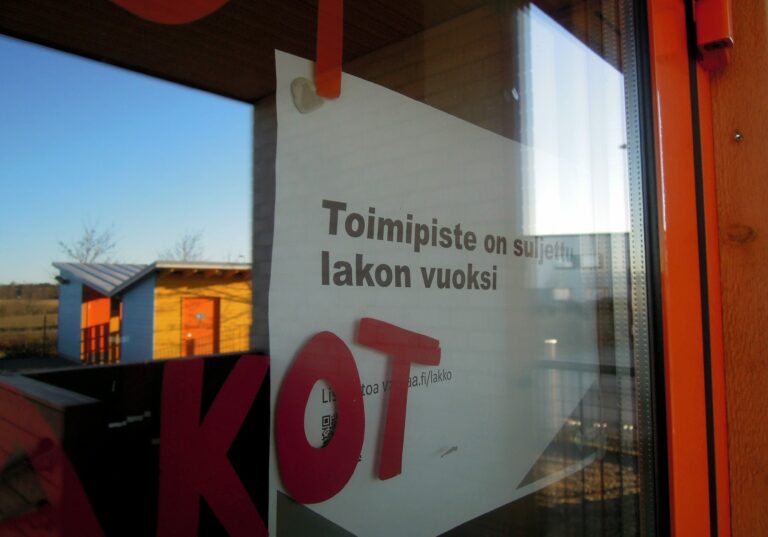 Toimipiste on suljettu
lakon vuoksi
KOT